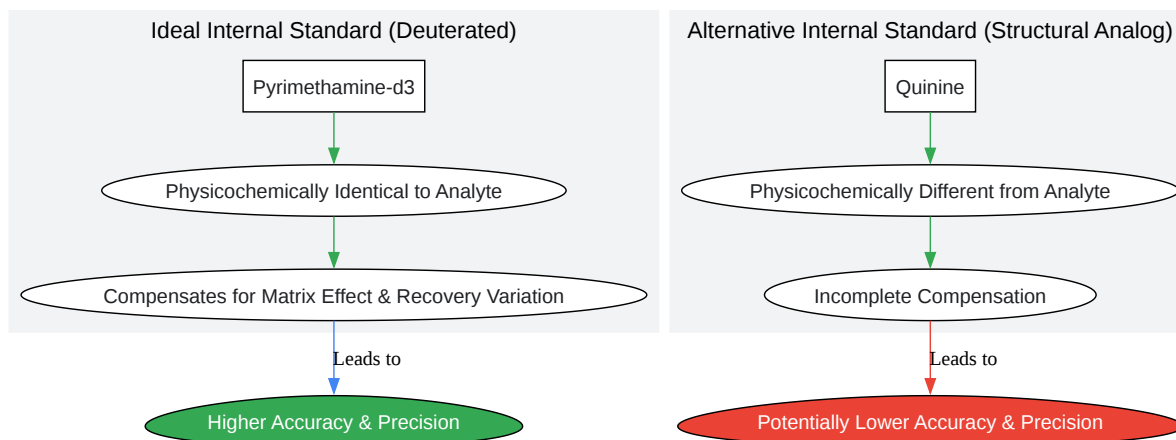 Ideal Internal Standard (Deuterated)
Pyrimethamine-d3
Physicochemically Identical to Analyte
Compensates for Matrix Effect & Recovery Variation
Leads to
Higher Accuracy & Precision
Alternative Internal Standard (Structural Analog)
Quinine
Physicochemically Different from Analyte
Incomplete Compensation
Leads to
Potentially Lower Accuracy & Precision